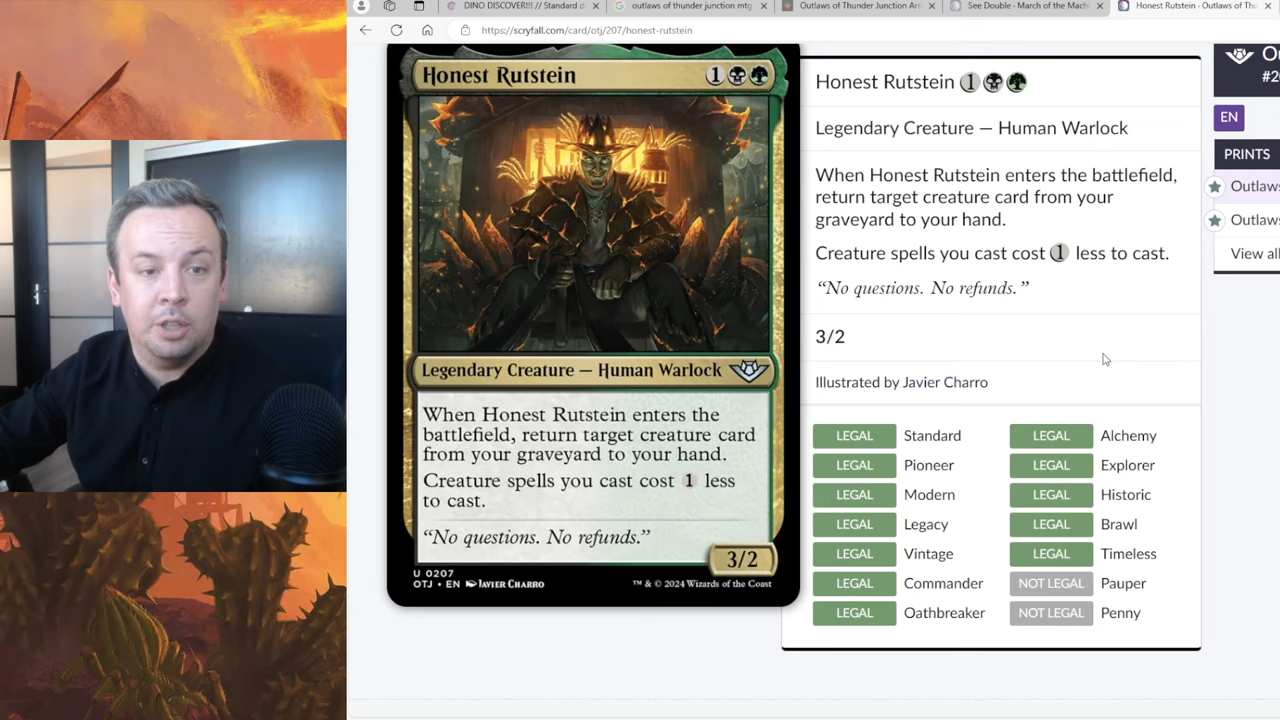 DINO DISCOVER!!! // Standard d
outlaws of thunder junction mtg
Outlaws of Thunder Junction Arr
See Double - March of the Machi
Honest Rutstein - Outlaws of Thu
https://scryfall.com/card/otj/207/honest-rutstein
Honest Rutstein 1
When Honest Rutstein enters the
battlefield, return target creature card
from your graveyard to your hand.
Creature spells you cast cost 1 less
to cast.
“No questions. No refunds.”
Legendary Creature — Human Warlock
3/2
U 0207
OTJ • EN JAVIER CHARRO
™ & © 2024 Wizards of the Coast
Honest Rutstein 1
Legendary Creature — Human Warlock
When Honest Rutstein enters the battlefield,
return target creature card from your
graveyard to your hand.
Creature spells you cast cost 1 less to cast.
“No questions. No refunds.”
3/2
Illustrated by Javier Charro
LEGAL Standard LEGAL Alchemy
LEGAL Pioneer LEGAL Explorer
LEGAL Modern LEGAL Historic
LEGAL Legacy LEGAL Brawl
LEGAL Vintage LEGAL Timeless
LEGAL Commander NOT LEGAL Pauper
LEGAL Oathbreaker NOT LEGAL Penny
Ou
#20
EN
PRINTS
Outlaws
Outlaws
View all